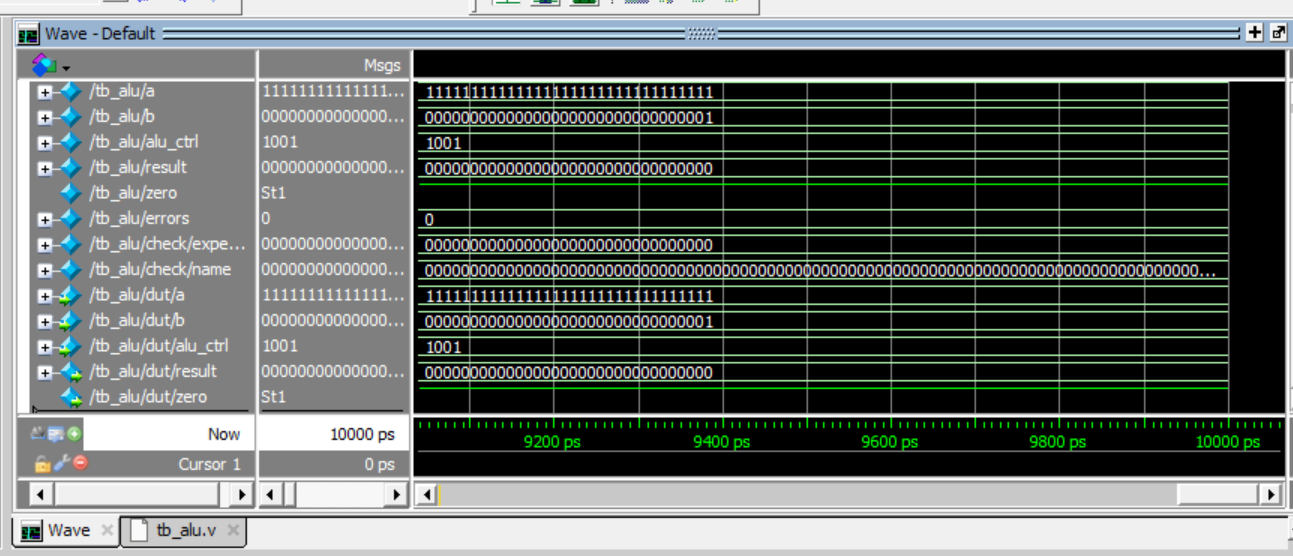 Wave - Default
Msgs
/tb_alu/a 11111111111111... 11111111111111111111111111111111
/tb_alu/b 00000000000000... 00000000000000000000000000000001
/tb_alu/alu_ctrl 1001 1001
/tb_alu/result 00000000000000... 00000000000000000000000000000000
/tb_alu/zero St1
/tb_alu/errors 0 0
/tb_alu/check/expe... 00000000000000... 00000000000000000000000000000000
/tb_alu/check/name 00000000000000...
/tb_alu/dut/a 11111111111111... 11111111111111111111111111111111
/tb_alu/dut/b 00000000000000... 00000000000000000000000000000001
/tb_alu/dut/alu_ctrl 1001 1001
/tb_alu/dut/result 00000000000000... 00000000000000000000000000000000
/tb_alu/dut/zero St1
Now 10000 ps 9200 ps 9400 ps 9600 ps 9800 ps 10000 ps
Cursor 1 0 ps
Wave tb_alu.v